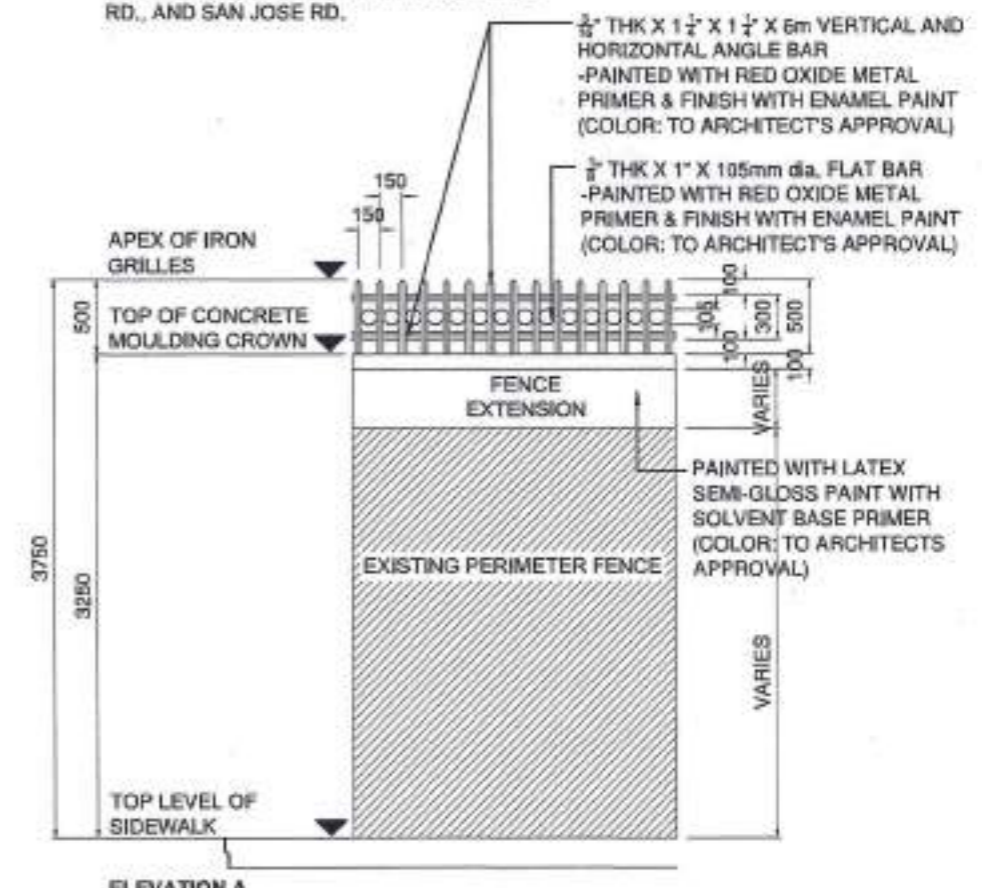 RD., AND SAN JOSE RD.
THK X 1 1/2" X 1 1/2" X 6m VERTICAL AND
HORIZONTAL ANGLE BAR
-PAINTED WITH RED OXIDE METAL
PRIMER & FINISH WITH ENAMEL PAINT
(COLOR: TO ARCHITECT'S APPROVAL)
THK X 1" X 105mm dia. FLAT BAR
-PAINTED WITH RED OXIDE METAL
PRIMER & FINISH WITH ENAMEL PAINT
(COLOR: TO ARCHITECT'S APPROVAL)
150
150
APEX OF IRON
GRILLES
500
TOP OF CONCRETE
MOULDING CROWN
100
105
300
500
100
100
VARIES
FENCE
EXTENSION
PAINTED WITH LATEX
SEMI-GLOSS PAINT WITH
SOLVENT BASE PRIMER
(COLOR: TO ARCHITECTS
APPROVAL)
EXISTING PERIMETER FENCE
3750
3250
VARIES
TOP LEVEL OF
SIDEWALK
ELEVATION A